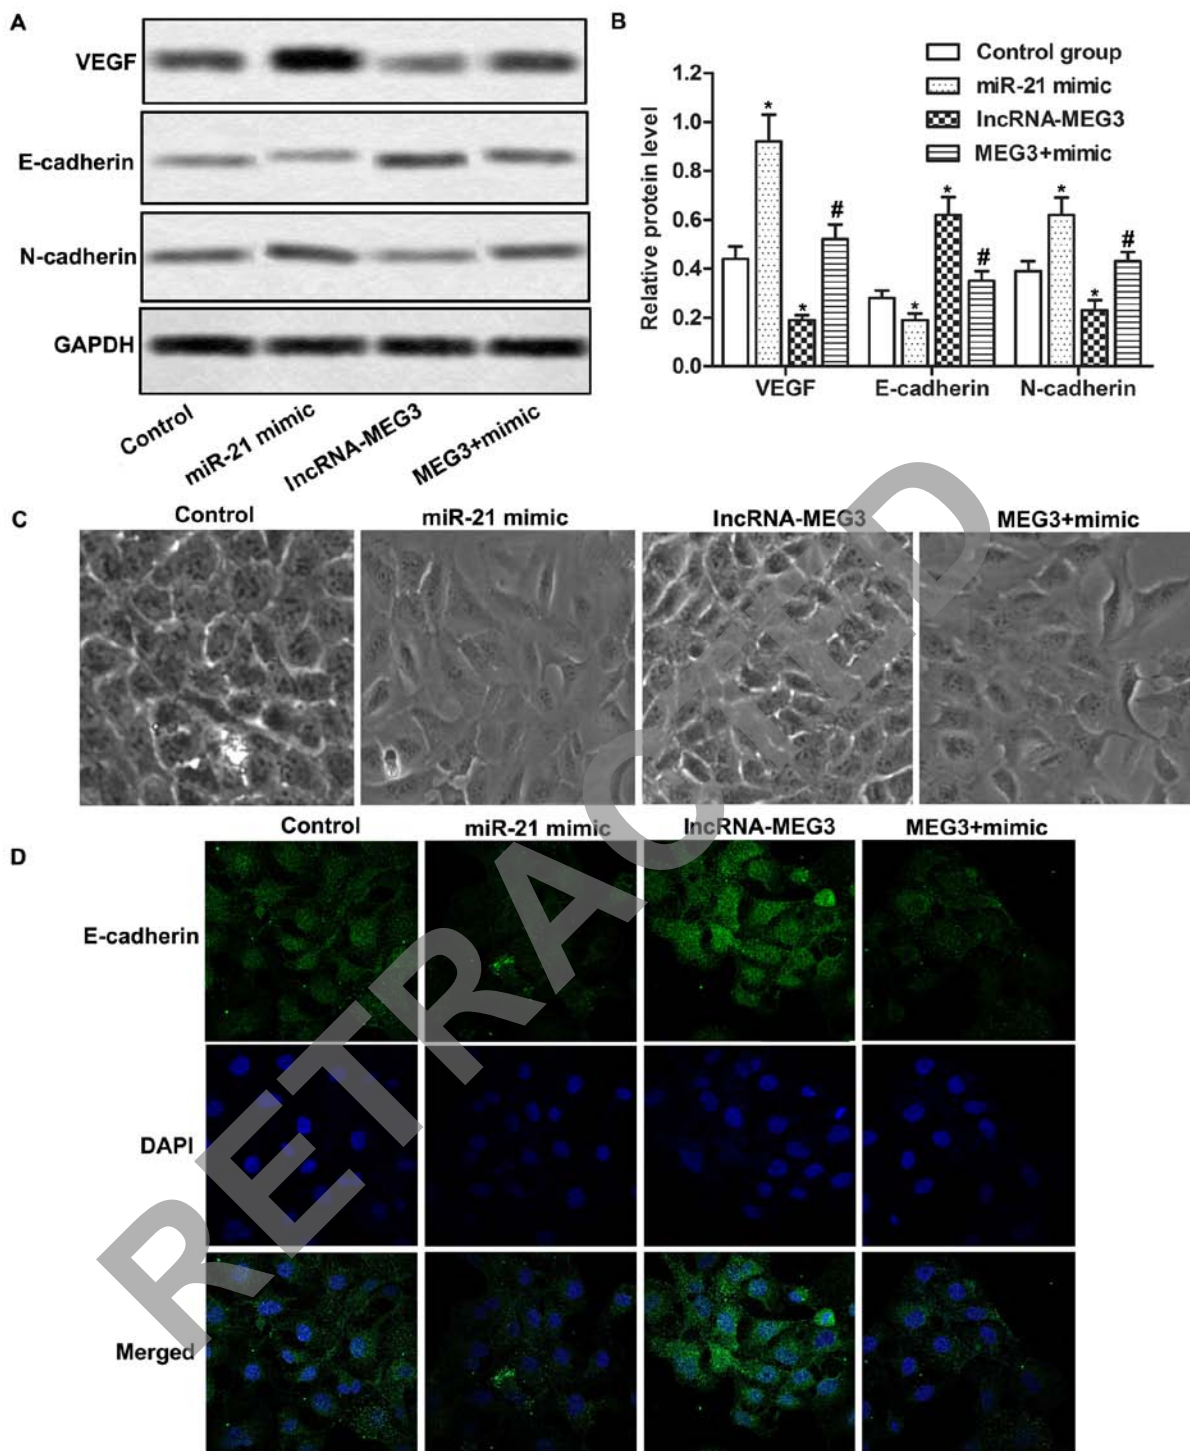 A
VEGF
E-cadherin
N-cadherin
GAPDH
Control
miR-21 mimic
lncRNA-MEG3
MEG3+mimic
B
Control group
miR-21 mimic
lncRNA-MEG3
MEG3+mimic
Relative protein level
1.2
1.0
0.8
0.6
0.4
0.2
0.0
*
*
#
*
*
#
*
*
#
VEGF
E-cadherin
N-cadherin
C
Control
miR-21 mimic
lncRNA-MEG3
MEG3+mimic
D
Control
miR-21 mimic
lncRNA-MEG3
MEG3+mimic
E-cadherin
DAPI
Merged
RETRACTED